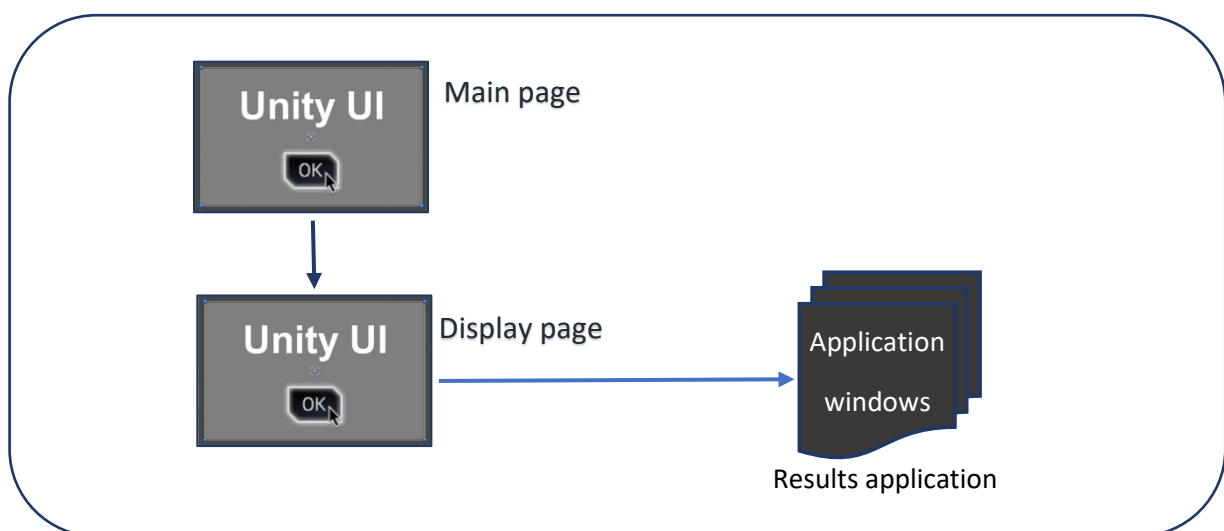 Unity UI
OK
Main page
Unity UI
OK
Display page
Application
windows
Results application